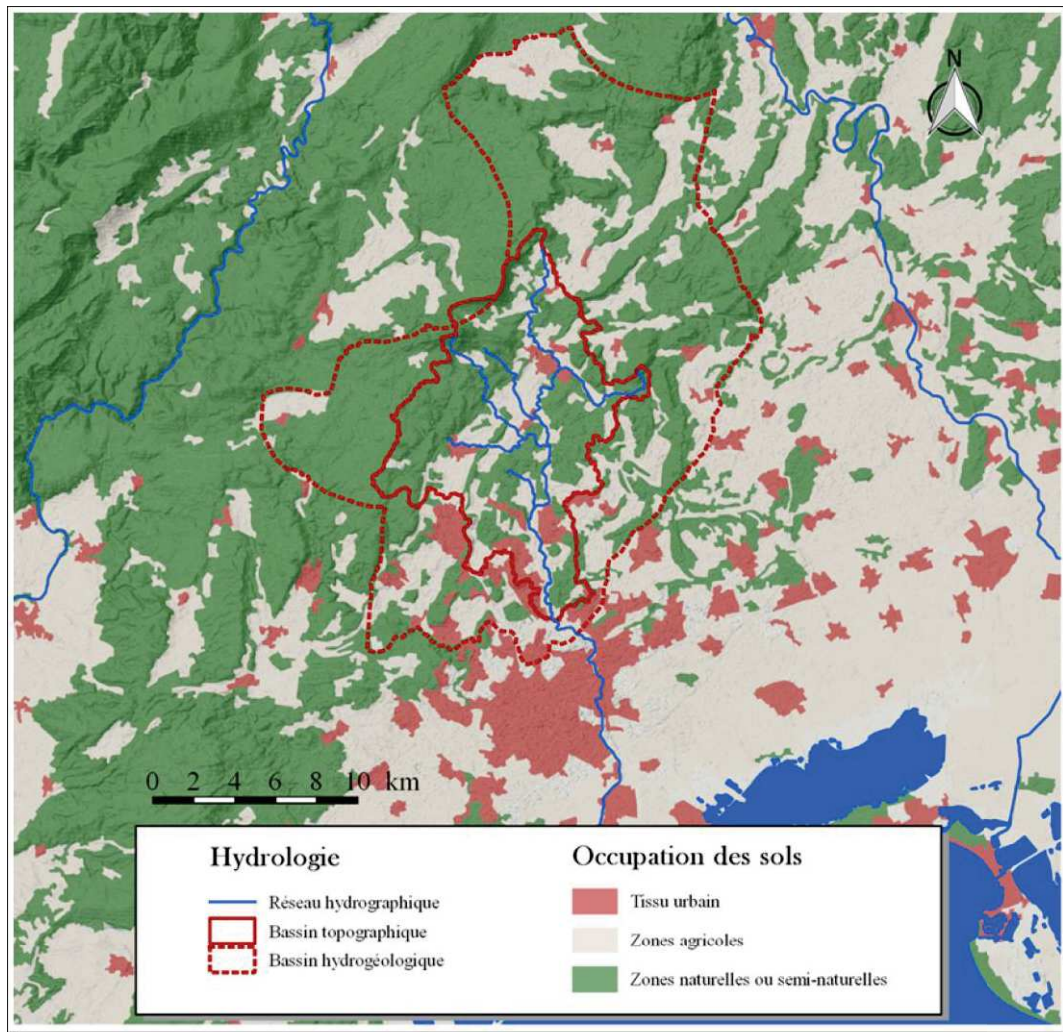 N
0 2 4 6 8 10 km
Hydrologie
Réseau hydrographique
Bassin topographique
Bassin hydrogéologique
Occupation des sols
Tissu urbain
Zones agricoles
Zones naturelles ou semi-naturelles